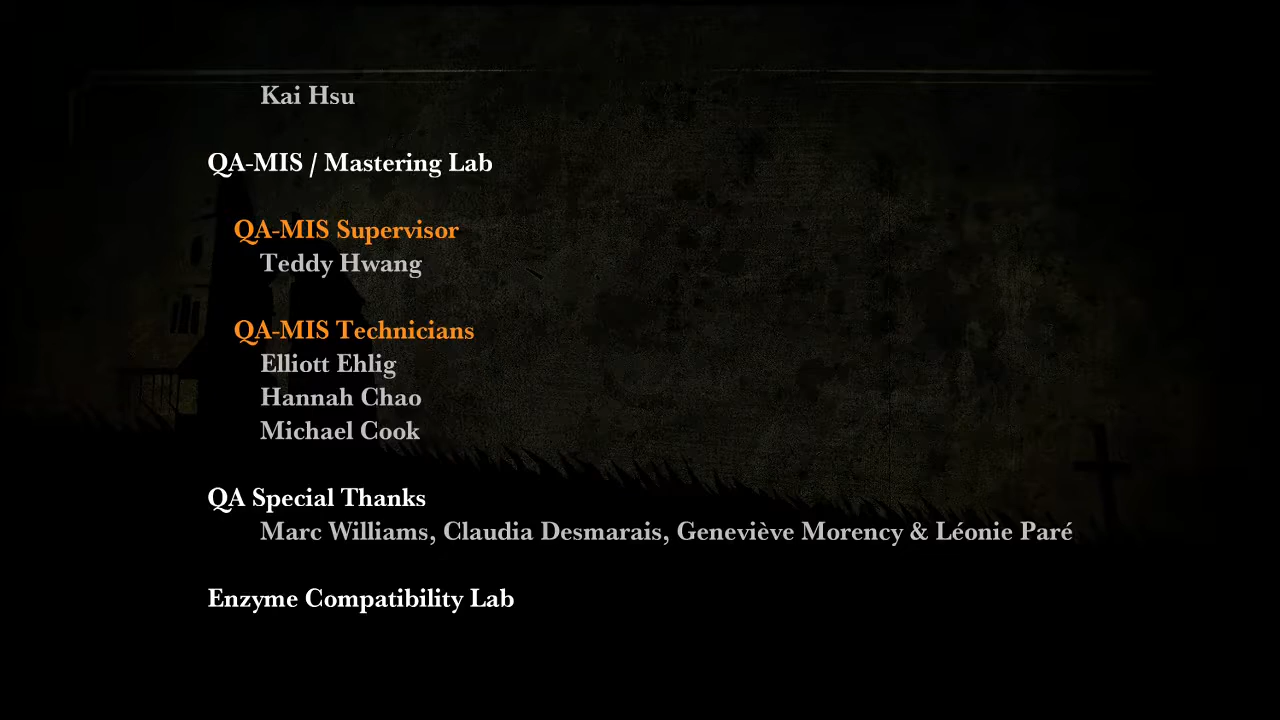 Kai Hsu
QA-MIS / Mastering Lab
QA-MIS Supervisor
Teddy Hwang
QA-MIS Technicians
Elliott Ehlig
Hannah Chao
Michael Cook
QA Special Thanks
Marc Williams, Claudia Desmarais, Geneviève Morency & Léonie Paré
Enzyme Compatibility Lab